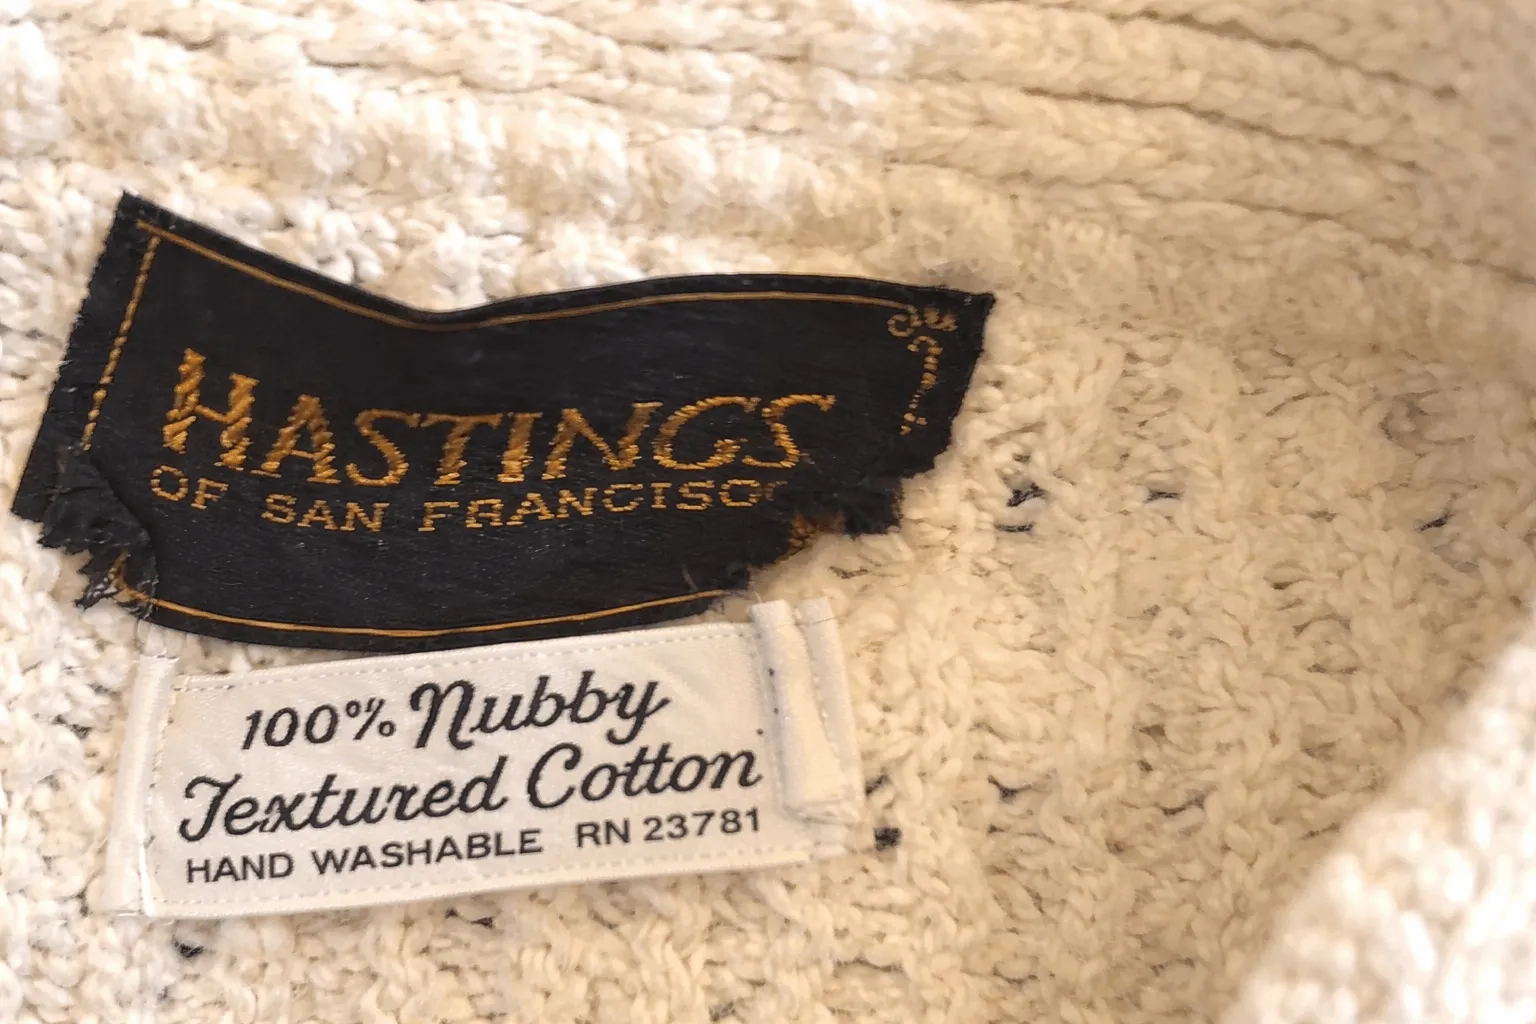 HASTINGS
OF SAN FRANCISCO
100% Nubby
Textured Cotton
HAND WASHABLE RN 23781